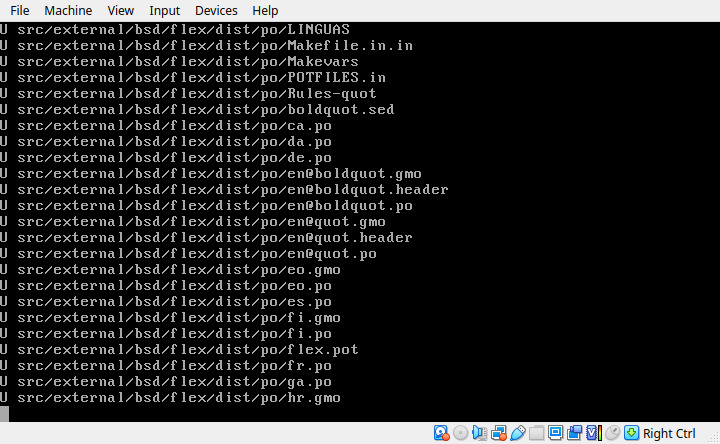 File Machine View Input Devices Help
U src/external/bsd/flex/dist/po/LINGUAS
U src/external/bsd/flex/dist/po/Makefile.in.in
U src/external/bsd/flex/dist/po/Makevars
U src/external/bsd/flex/dist/po/POTFILES.in
U src/external/bsd/flex/dist/po/Rules-quot
U src/external/bsd/flex/dist/po/boldquot.sed
U src/external/bsd/flex/dist/po/ca.po
U src/external/bsd/flex/dist/po/da.po
U src/external/bsd/flex/dist/po/de.po
U src/external/bsd/flex/dist/po/en@boldquot.gmo
U src/external/bsd/flex/dist/po/en@boldquot.header
U src/external/bsd/flex/dist/po/en@boldquot.po
U src/external/bsd/flex/dist/po/en@quot.gmo
U src/external/bsd/flex/dist/po/en@quot.header
U src/external/bsd/flex/dist/po/en@quot.po
U src/external/bsd/flex/dist/po/eo.gmo
U src/external/bsd/flex/dist/po/eo.po
U src/external/bsd/flex/dist/po/es.po
U src/external/bsd/flex/dist/po/fi.gmo
U src/external/bsd/flex/dist/po/fi.po
U src/external/bsd/flex/dist/po/flex.pot
U src/external/bsd/flex/dist/po/fr.po
U src/external/bsd/flex/dist/po/ga.po
U src/external/bsd/flex/dist/po/hr.gmo
Right Ctrl